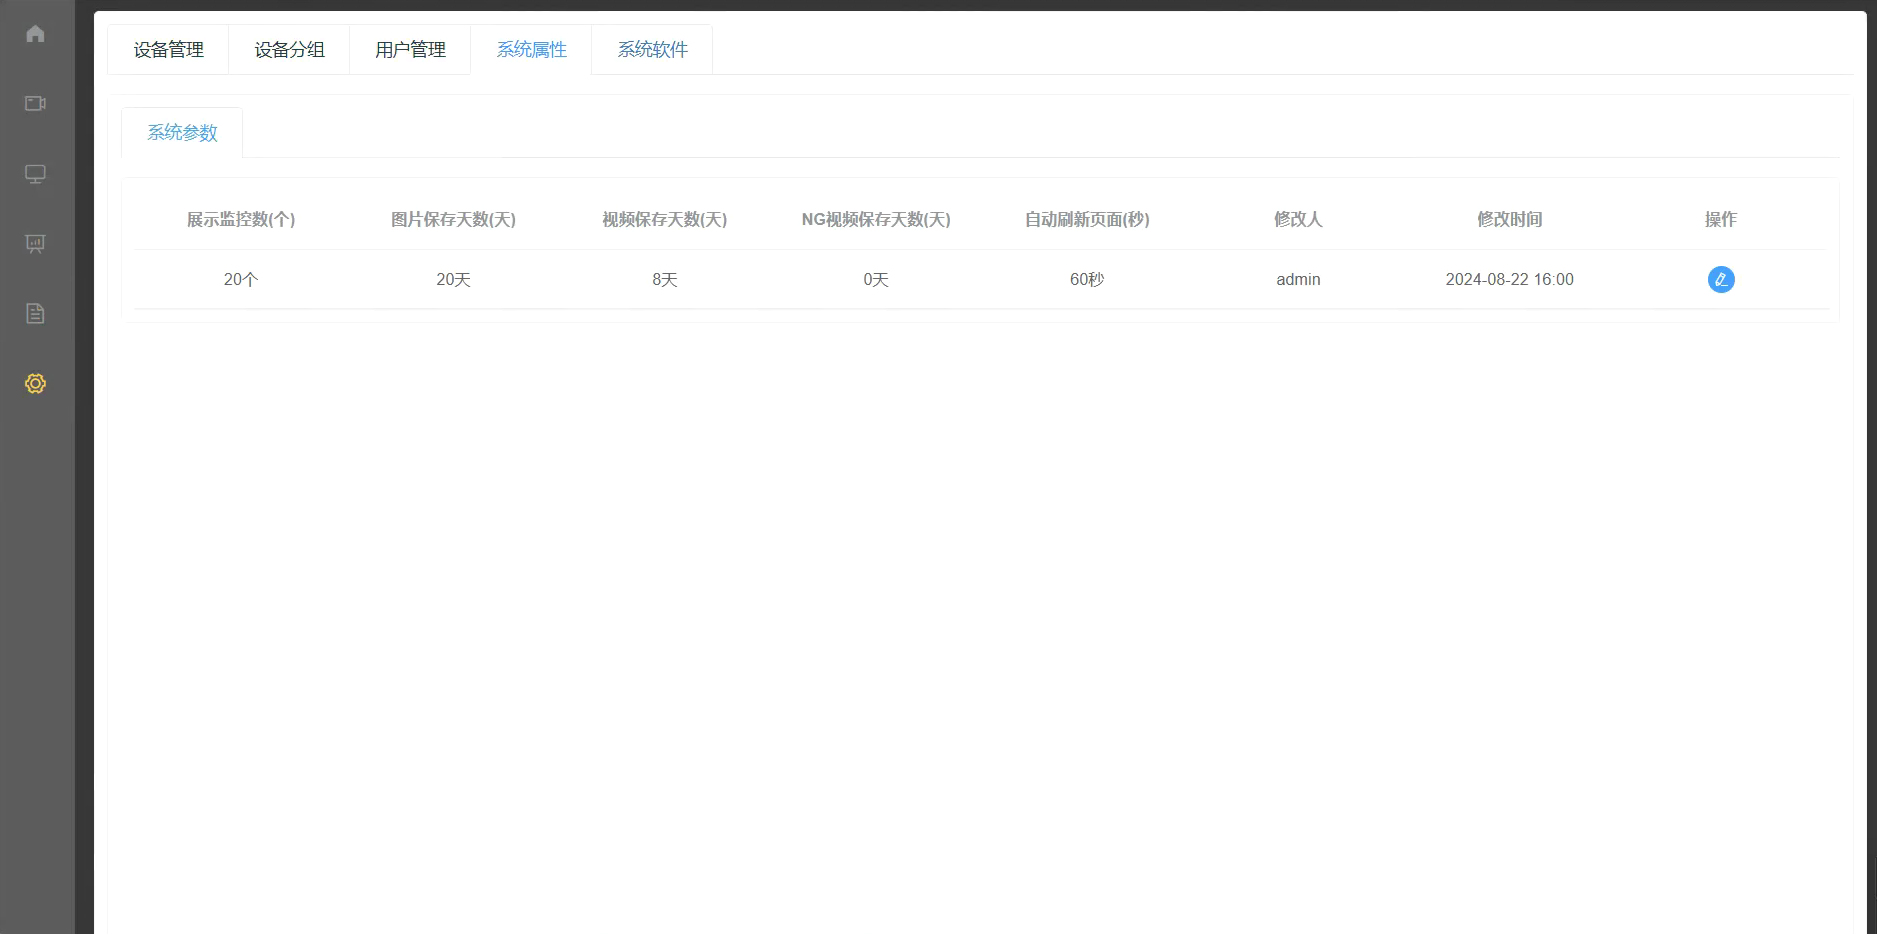 设备管理 设备分组 用户管理 系统属性 系统软件
系统参数
展示监控数(个) 图片保存天数(天) 视频保存天数(天) NG视频保存天数(天) 自动刷新页面(秒) 修改人 修改时间 操作
20个 20天 8天 0天 60秒 admin 2024-08-22 16:00